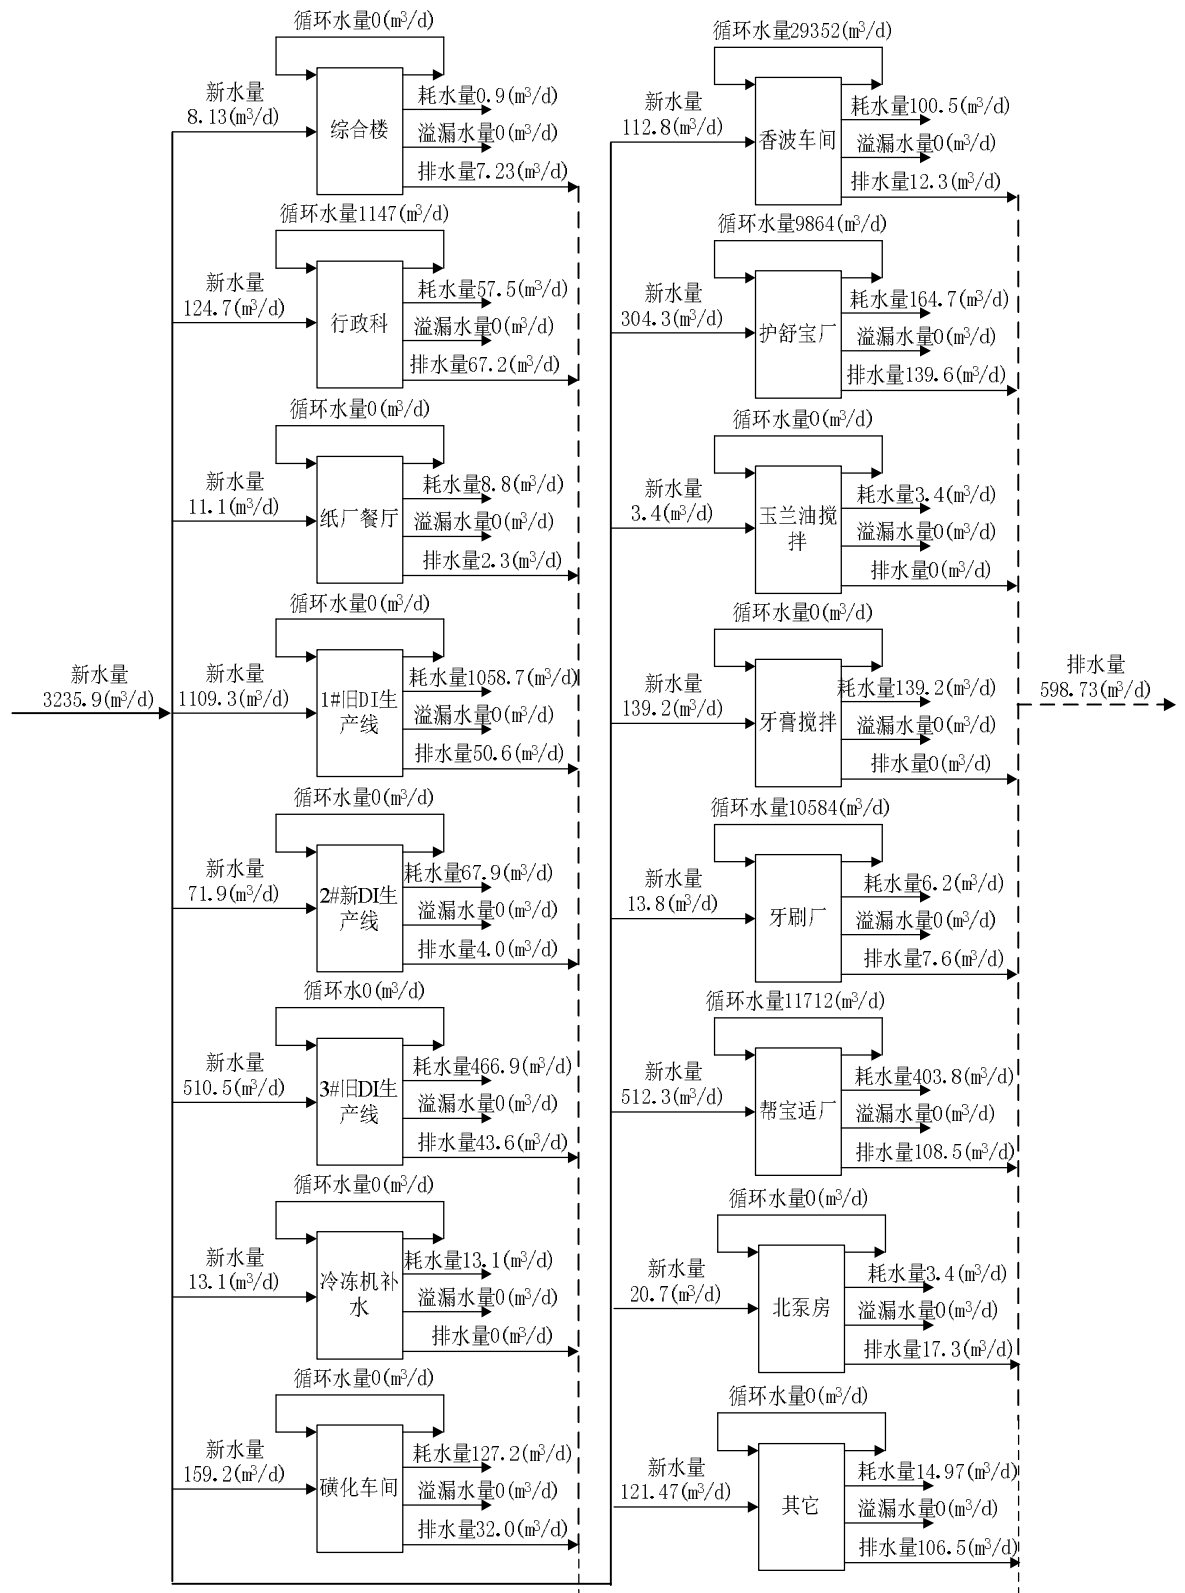 循环水量0(m³/d)
新水量
8.13(m³/d)
综合楼
耗水量0.9(m³/d)
溢漏水量0(m³/d)
排水量7.23(m³/d)
循环水量1147(m³/d)
新水量
124.7(m³/d)
行政科
耗水量57.5(m³/d)
溢漏水量0(m³/d)
排水量67.2(m³/d)
循环水量0(m³/d)
新水量
11.1(m³/d)
纸厂餐厅
耗水量8.8(m³/d)
溢漏水量0(m³/d)
排水量2.3(m³/d)
新水量
3235.9(m³/d)
循环水量0(m³/d)
新水量
1109.3(m³/d)
1#旧DI生
产线
耗水量1058.7(m³/d)
溢漏水量0(m³/d)
排水量50.6(m³/d)
循环水量0(m³/d)
新水量
71.9(m³/d)
2#新DI生
产线
耗水量67.9(m³/d)
溢漏水量0(m³/d)
排水量4.0(m³/d)
循环水0(m³/d)
新水量
510.5(m³/d)
3#旧DI生
产线
耗水量466.9(m³/d)
溢漏水量0(m³/d)
排水量43.6(m³/d)
循环水量0(m³/d)
新水量
13.1(m³/d)
冷冻机补
水
耗水量13.1(m³/d)
溢漏水量0(m³/d)
排水量0(m³/d)
循环水量0(m³/d)
新水量
159.2(m³/d)
磺化车间
耗水量127.2(m³/d)
溢漏水量0(m³/d)
排水量32.0(m³/d)
循环水量29352(m³/d)
新水量
112.8(m³/d)
香波车间
耗水量100.5(m³/d)
溢漏水量0(m³/d)
排水量12.3(m³/d)
循环水量9864(m³/d)
新水量
304.3(m³/d)
护舒宝厂
耗水量164.7(m³/d)
溢漏水量0(m³/d)
排水量139.6(m³/d)
循环水量0(m³/d)
新水量
3.4(m³/d)
玉兰油搅
拌
耗水量3.4(m³/d)
溢漏水量0(m³/d)
排水量0(m³/d)
循环水量0(m³/d)
新水量
139.2(m³/d)
牙膏搅拌
耗水量139.2(m³/d)
溢漏水量0(m³/d)
排水量0(m³/d)
循环水量10584(m³/d)
新水量
13.8(m³/d)
牙刷厂
耗水量6.2(m³/d)
溢漏水量0(m³/d)
排水量7.6(m³/d)
循环水量11712(m³/d)
新水量
512.3(m³/d)
帮宝适厂
耗水量403.8(m³/d)
溢漏水量0(m³/d)
排水量108.5(m³/d)
循环水量0(m³/d)
新水量
20.7(m³/d)
北泵房
耗水量3.4(m³/d)
溢漏水量0(m³/d)
排水量17.3(m³/d)
循环水量0(m³/d)
新水量
121.47(m³/d)
其它
耗水量14.97(m³/d)
溢漏水量0(m³/d)
排水量106.5(m³/d)
排水量
598.73(m³/d)